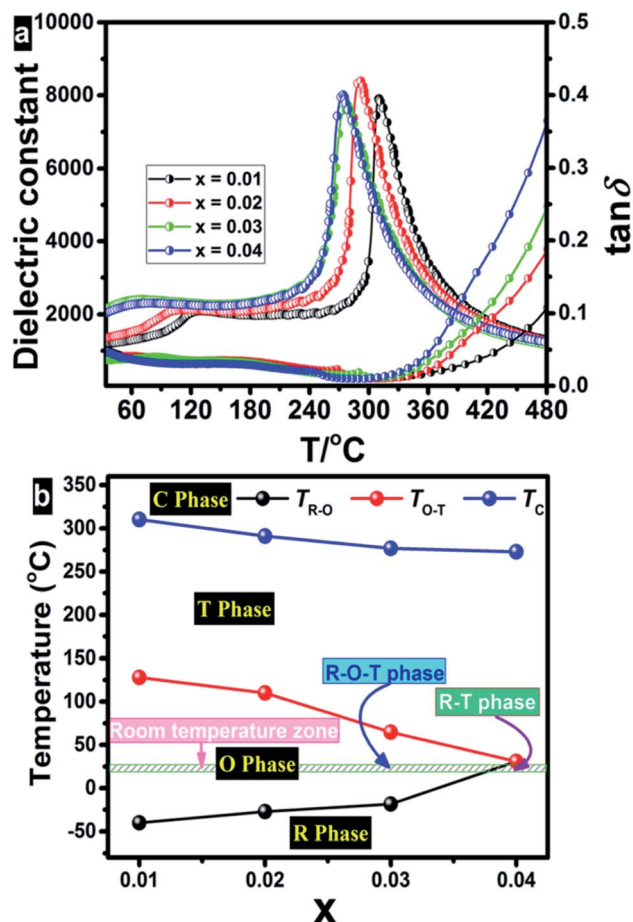 a
10000
8000
6000
4000
2000
Dielectric constant
x = 0.01
x = 0.02
x = 0.03
x = 0.04
0.5
0.4
0.3
0.2
0.1
0.0
tanδ
60 120 180 240 300 360 420 480
T/°C
b
350
300
250
200
150
100
50
0
-50
Temperature (°C)
C Phase
T_R-O T_O-T T_C
T Phase
R-O-T phase
R-T phase
Room temperature zone
O Phase
R Phase
0.01 0.02 0.03 0.04
X